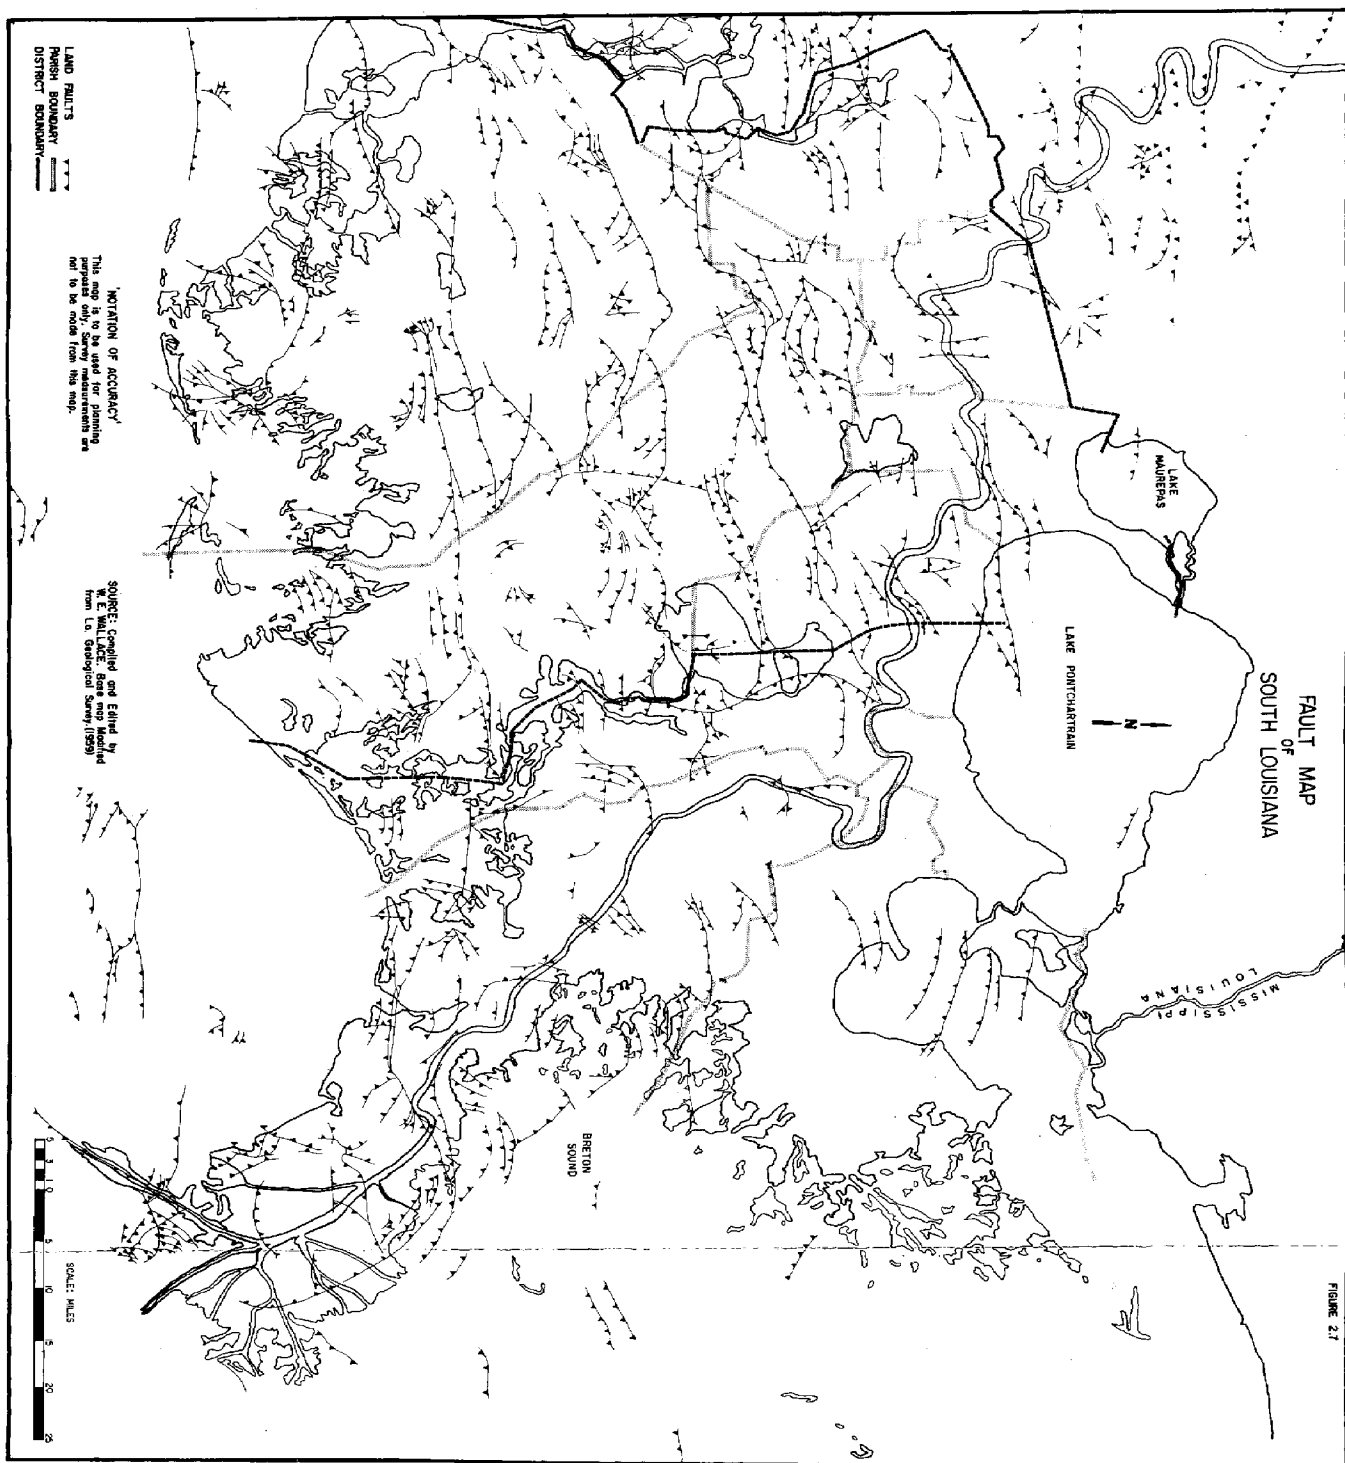 FAULT MAP
OF
SOUTH LOUISIANA
FIGURE 2.7
LAKE
MAUREPAS
LAKE PONTCHARTRAIN
N
MISSISSIPPI
LOUISIANA
BRETON
SOUND
LAND FAULTS
PARISH BOUNDARY
DISTRICT BOUNDARY
'NOTATION OF ACCURACY'
This map is to be used for planning
purposes only. Survey measurements are
not to be made from this map.
SOURCE: Compiled and Edited by
W. E. WALLACE. Base map Modified
from La. Geological Survey. (1959)
SCALE: MILES
5 10 15 20 25